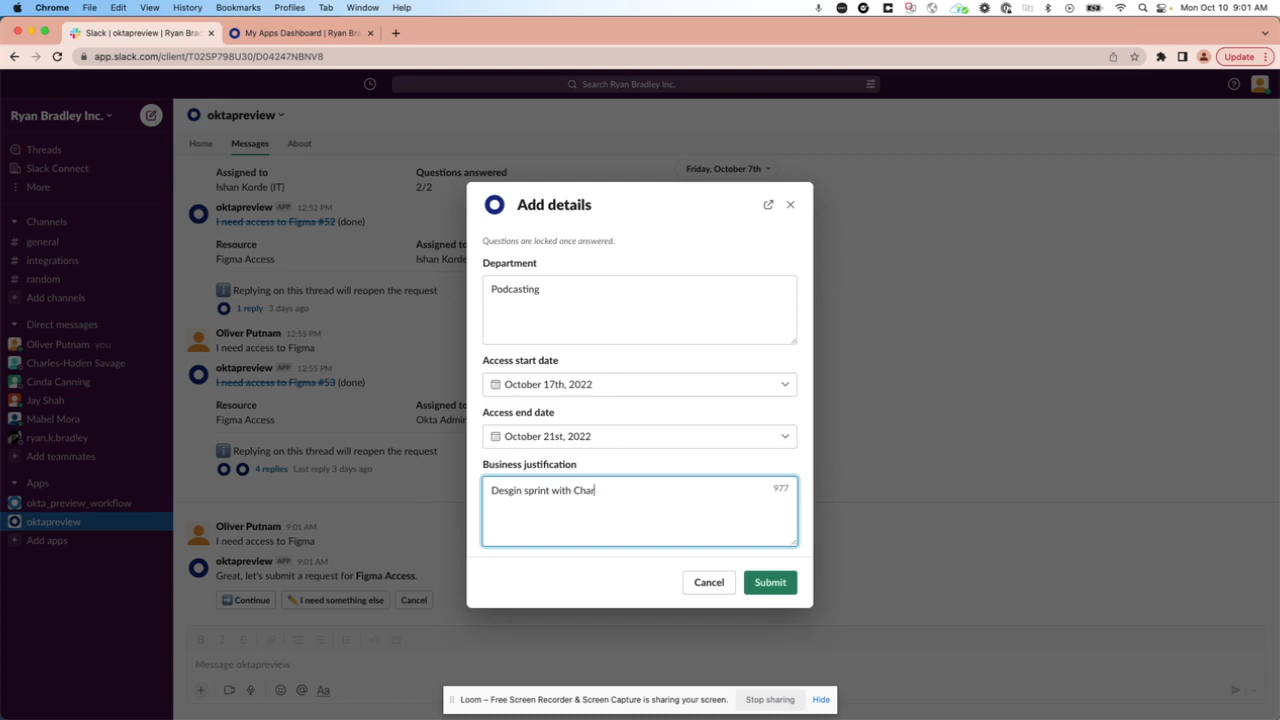 Chrome File Edit View History Bookmarks Profiles Tab Window Help Mon Oct 10 9:01 AM
Slack | oktapreview | Ryan Brad × My Apps Dashboard | Ryan Bra × +
app.slack.com/client/T02SP798U30/D04247NBNV8 Update
Search Ryan Bradley Inc.
Ryan Bradley Inc.
Threads
Slack Connect
More
Channels
# general
# integrations
# random
+ Add channels
Direct messages
Oliver Putnam you
Charles-Haden Savage
Cinda Canning
Jay Shah
Mabel Mora
ryan.k.bradley
+ Add teammates
Apps
okta_preview_workflow
oktapreview
+ Add apps
oktapreview
Home Messages About
Friday, October 7th
Assigned to Questions answered
Ishan Korde (IT) 2/2
oktapreview APP 12:52 PM
I need access to Figma #52 (done)
Resource Assigned to
Figma Access Ishan Korde
Replying on this thread will reopen the request
1 reply 3 days ago
Oliver Putnam 12:55 PM
I need access to Figma
oktapreview APP 12:55 PM
I need access to Figma #53 (done)
Resource Assigned to
Figma Access Okta Admin
Replying on this thread will reopen the request
4 replies Last reply 3 days ago
Oliver Putnam 9:01 AM
I need access to Figma
oktapreview APP 9:01 AM
Great, let's submit a request for Figma Access.
Continue I need something else Cancel
Message oktapreview
Add details
Questions are locked once answered.
Department
Podcasting
Access start date
October 17th, 2022
Access end date
October 21st, 2022
Business justification
Desgin sprint with Char 977
Cancel Submit
Loom – Free Screen Recorder & Screen Capture is sharing your screen. Stop sharing Hide